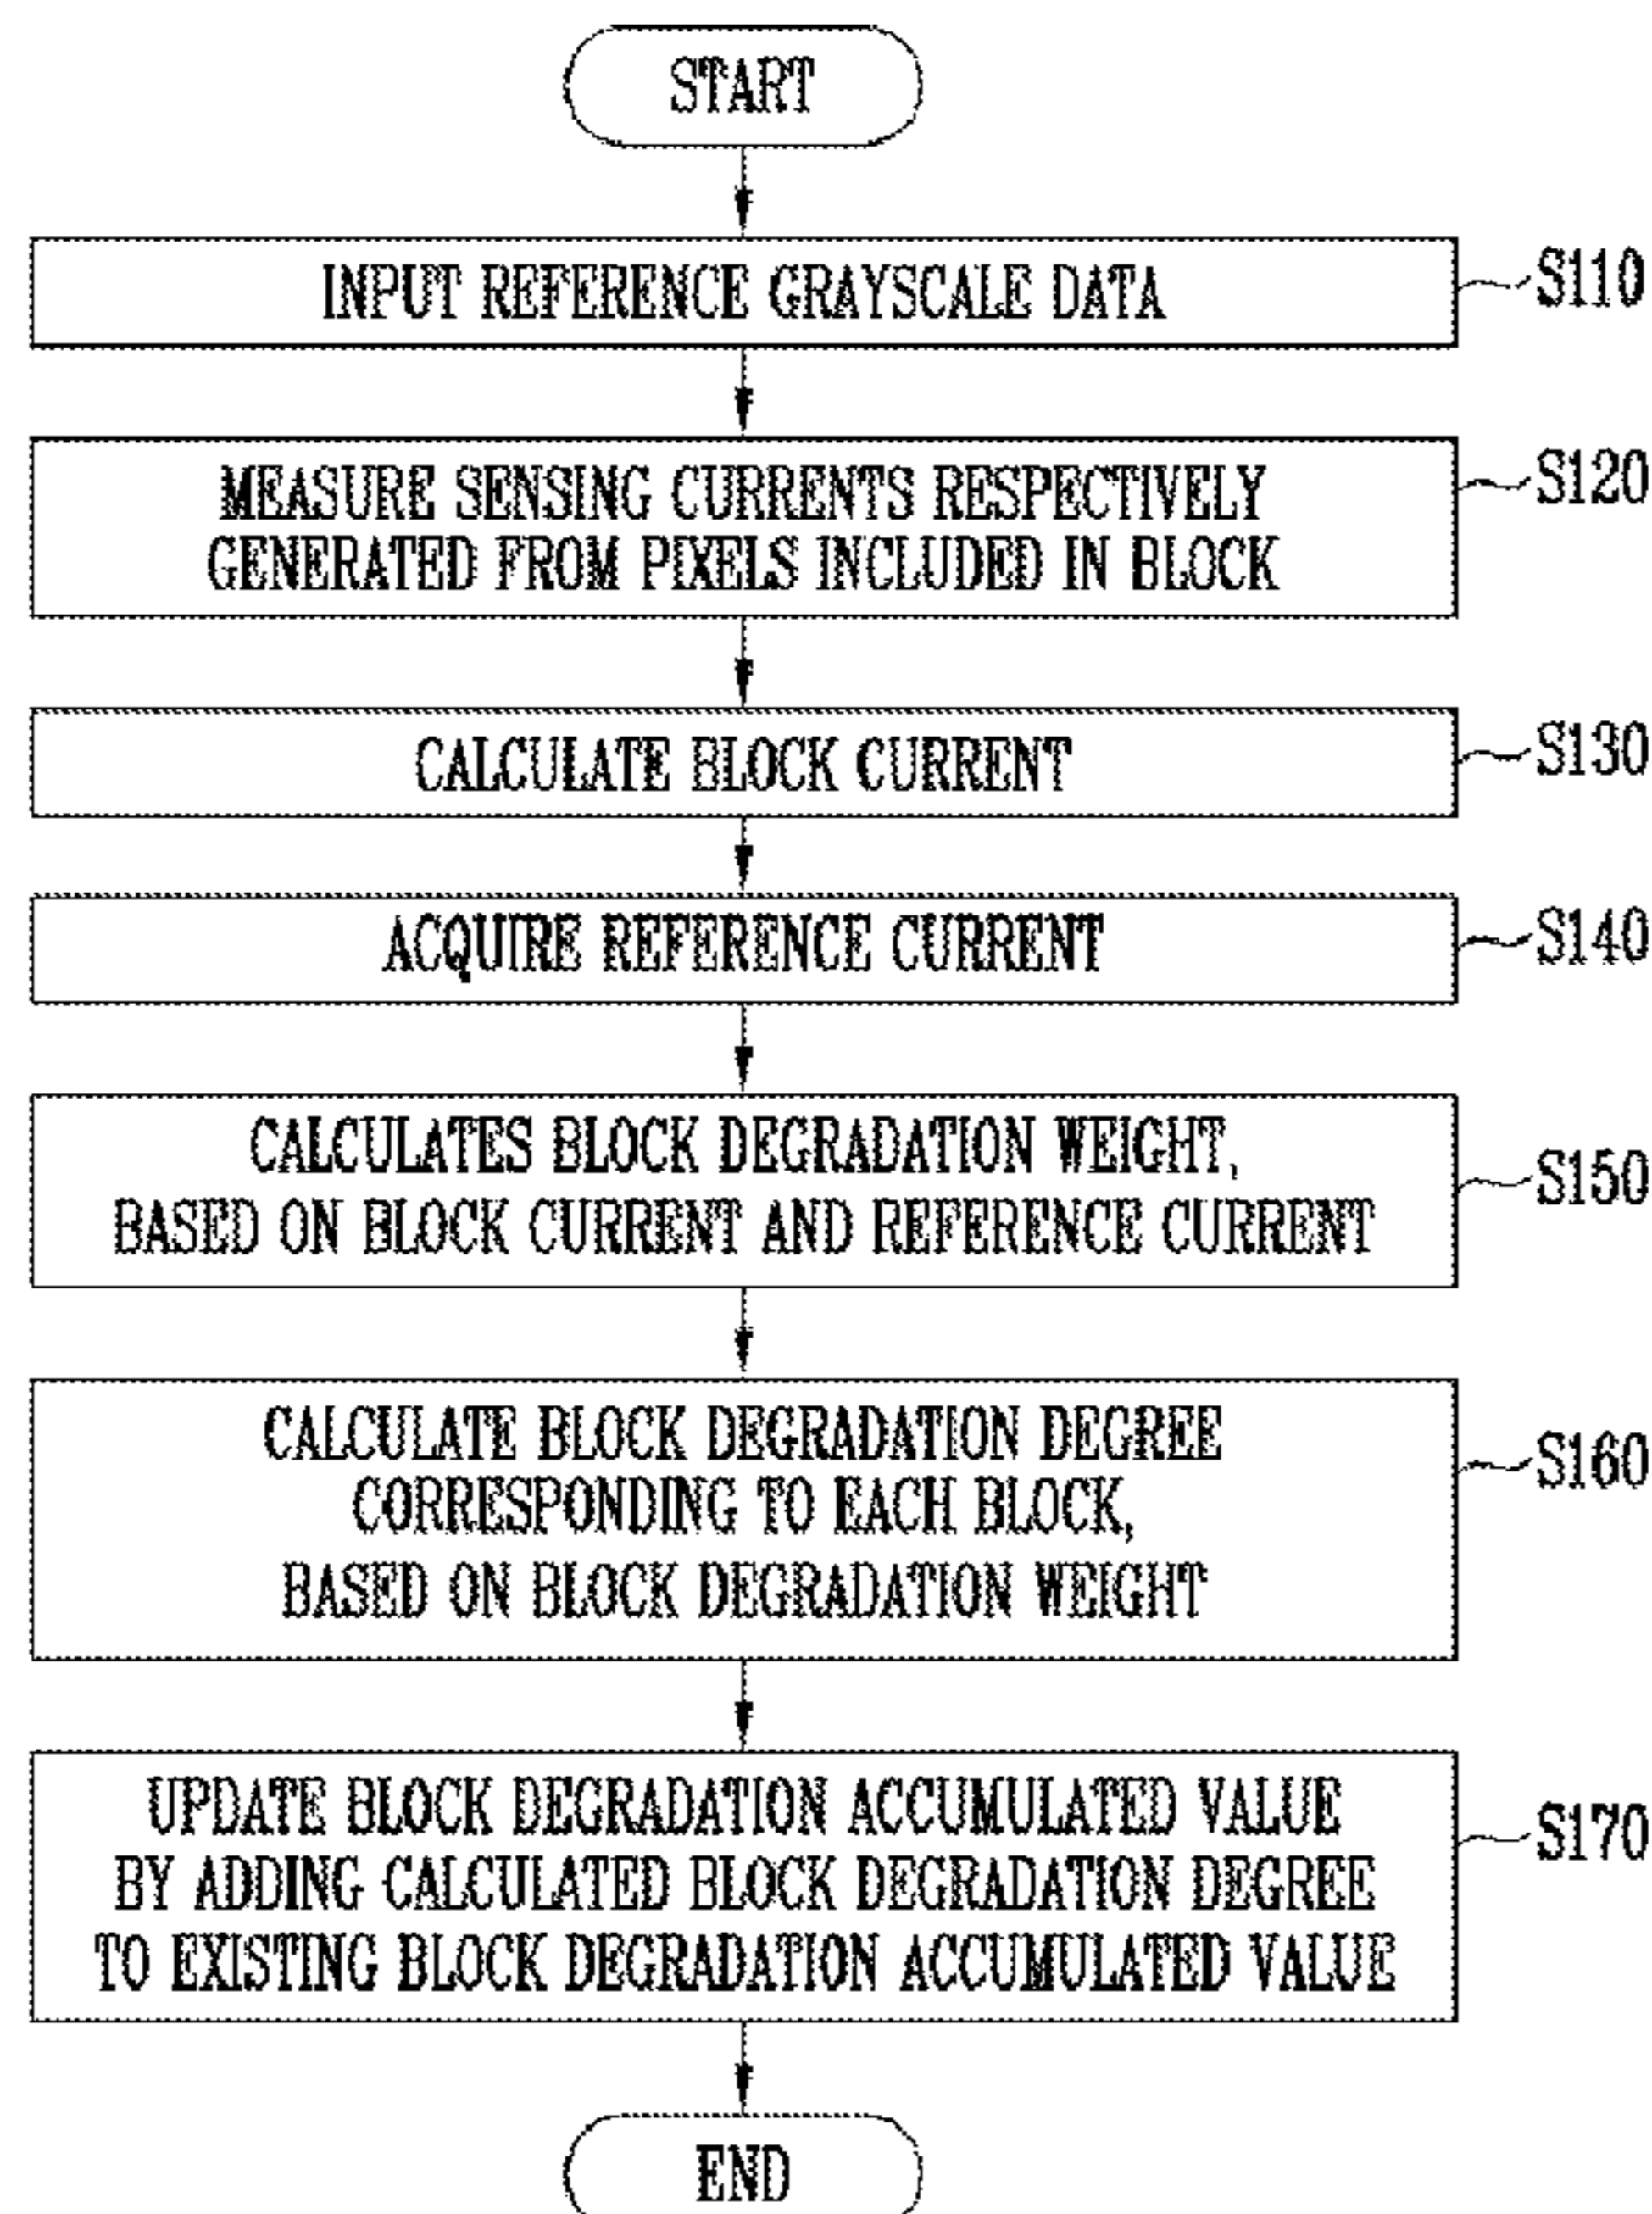 START
INPUT REFERENCE GRAYSCALE DATA
S110
MEASURE SENSING CURRENTS RESPECTIVELY
GENERATED FROM PIXELS INCLUDED IN BLOCK
S120
CALCULATE BLOCK CURRENT
S130
ACQUIRE REFERENCE CURRENT
S140
CALCULATES BLOCK DEGRADATION WEIGHT,
BASED ON BLOCK CURRENT AND REFERENCE CURRENT
S150
CALCULATE BLOCK DEGRADATION DEGREE
CORRESPONDING TO EACH BLOCK,
BASED ON BLOCK DEGRADATION WEIGHT
S160
UPDATE BLOCK DEGRADATION ACCUMULATED VALUE
BY ADDING CALCULATED BLOCK DEGRADATION DEGREE
TO EXISTING BLOCK DEGRADATION ACCUMULATED VALUE
S170
END